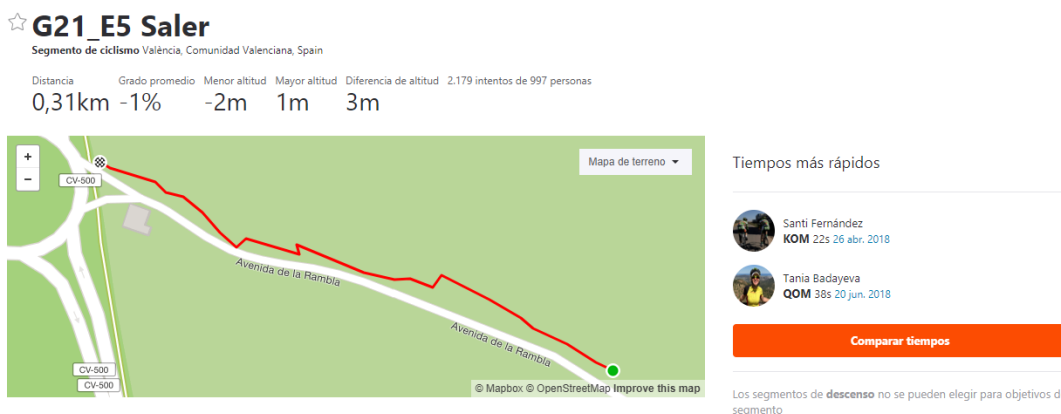 G21_E5 Saler
Segmento de ciclismo València, Comunidad Valenciana, Spain
Distancia Grado promedio Menor altitud Mayor altitud Diferencia de altitud 2.179 intentos de 997 personas
0,31km -1% -2m 1m 3m
+
−
Mapa de terreno
CV-500
Avenida de la Rambla
Avenida de la Rambla
CV-500
CV-500
© Mapbox © OpenStreetMap Improve this map
Tiempos más rápidos
Santi Fernández
KOM 22s 26 abr. 2018
Tania Badayeva
QOM 38s 20 jun. 2018
Comparar tiempos
Los segmentos de descenso no se pueden elegir para objetivos d
segmento